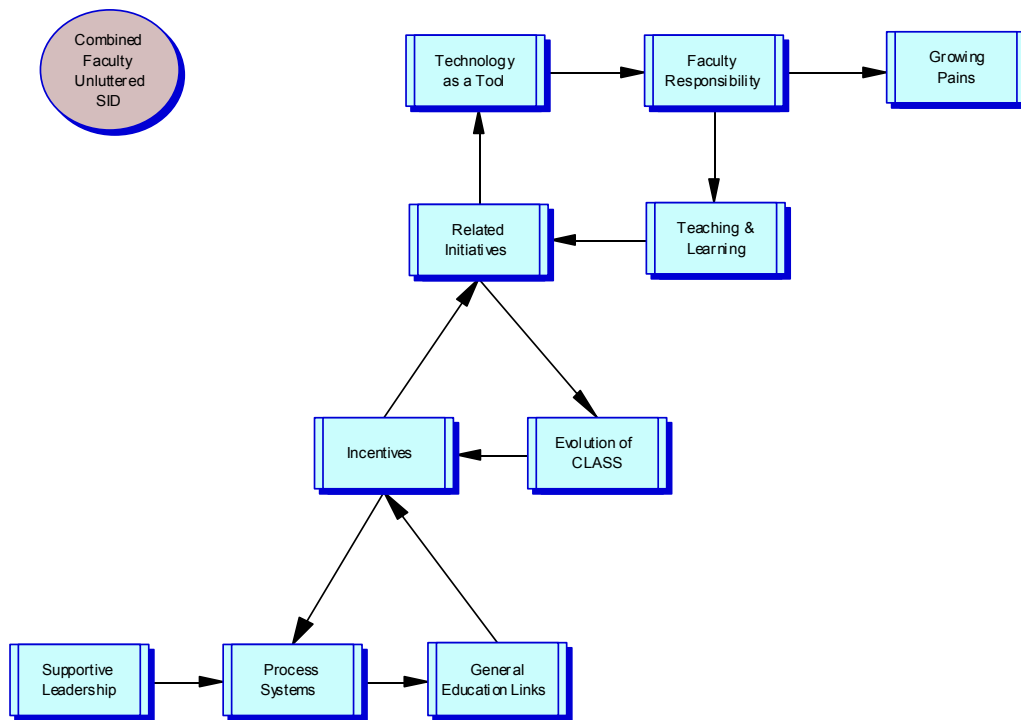 Combined
Faculty
Unluttered
SID
Technology
as a Tool
Faculty
Responsibility
Growing
Pains
Related
Initiatives
Teaching &
Learning
Incentives
Evolution of
CLASS
Supportive
Leadership
Process
Systems
General
Education Links